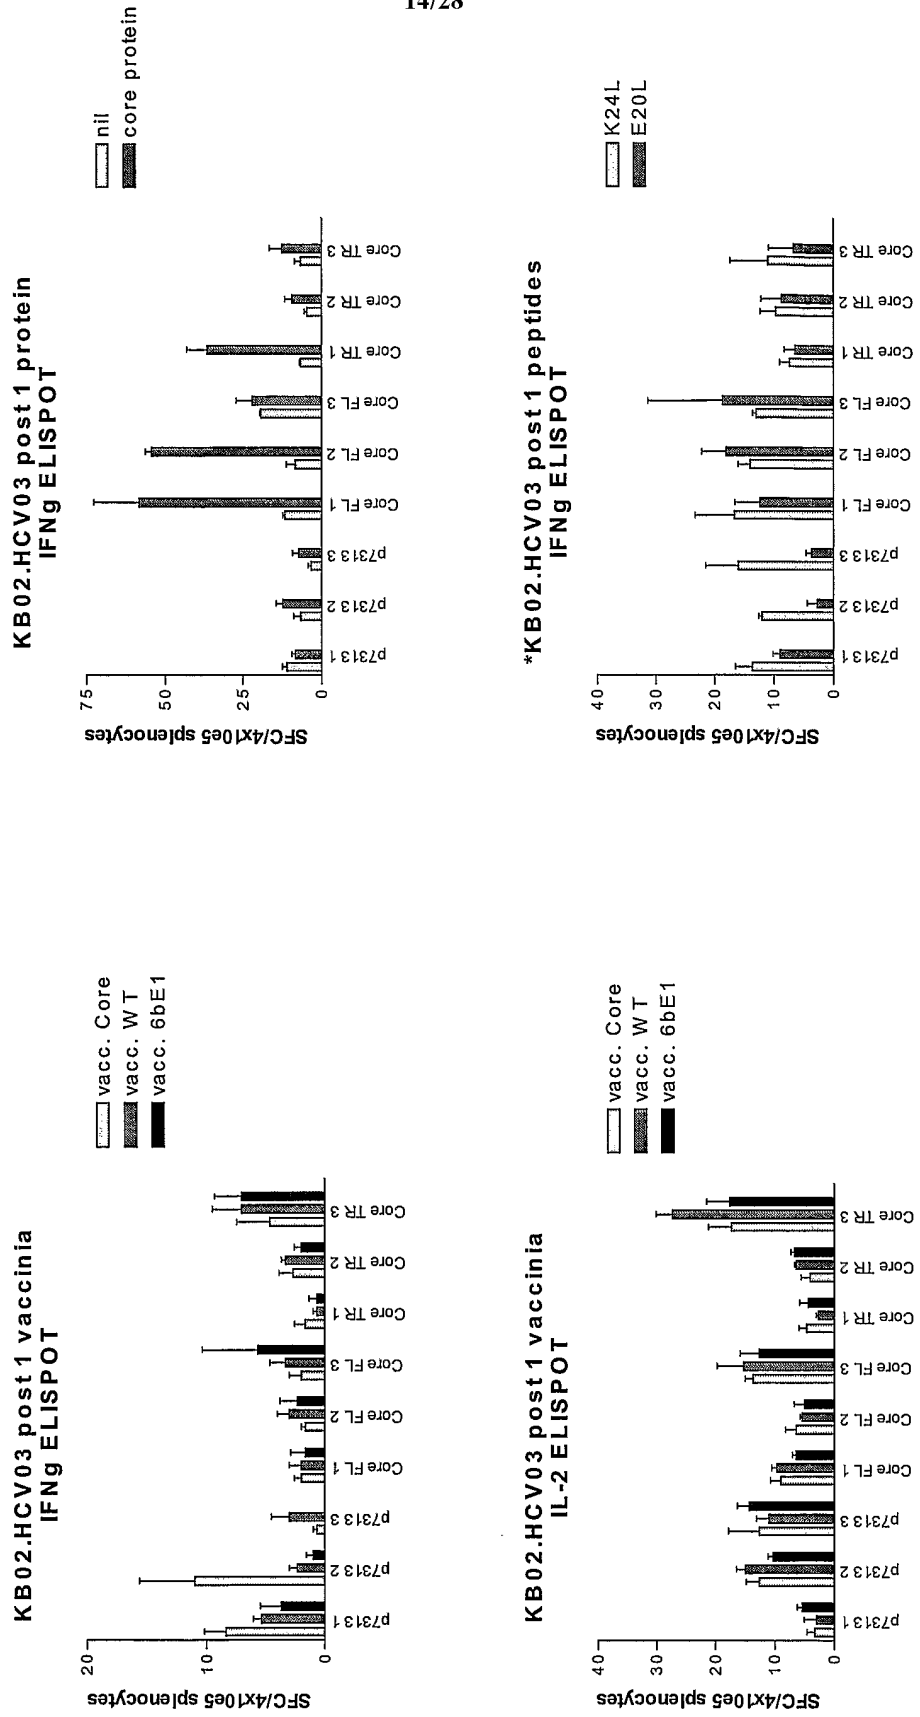 14/28
KB02.HCV03 post 1 vaccinia
IFNg ELISPOT
vacc. Core
vacc. WT
vacc. 6bE1
SFC/4x10e5 splenocytes
20
10
0
p7313 1
p7313 2
p7313 3
Core FL 1
Core FL 2
Core FL 3
Core TR 1
Core TR 2
Core TR 3
KB02.HCV03 post 1 protein
IFNg ELISPOT
nil
core protein
SFC/4x10e5 splenocytes
75
50
25
0
p7313 1
p7313 2
p7313 3
Core FL 1
Core FL 2
Core FL 3
Core TR 1
Core TR 2
Core TR 3
KB02.HCV03 post 1 vaccinia
IL-2 ELISPOT
vacc. Core
vacc. WT
vacc. 6bE1
SFC/4x10e5 splenocytes
40
30
20
10
0
p7313 1
p7313 2
p7313 3
Core FL 1
Core FL 2
Core FL 3
Core TR 1
Core TR 2
Core TR 3
*KB02.HCV03 post 1 peptides
IFNg ELISPOT
K24L
E20L
SFC/4x10e5 splenocytes
40
30
20
10
0
p7313 1
p7313 2
p7313 3
Core FL 1
Core FL 2
Core FL 3
Core TR 1
Core TR 2
Core TR 3